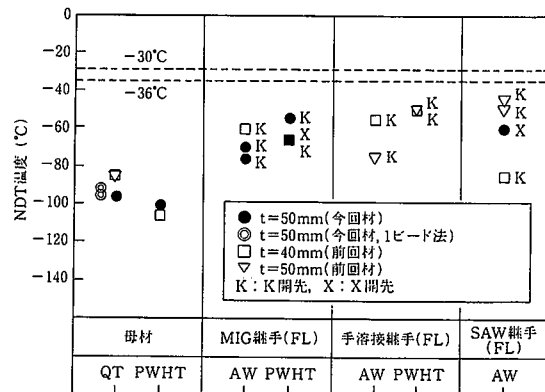 0
−20
−40
−60
−80
−100
−120
−140
NDT温度 (℃)
−30℃
−36℃
K
K
K
K
X
K
K
K
K
K
K
K
X
K
● t=50mm(今回材)
◎ t=50mm(今回材,1ビード法)
□ t=40mm(前回材)
▽ t=50mm(前回材)
K:K開先, X:X開先
母材
MIG継手(FL)
手溶接継手(FL)
SAW継手
(FL)
QT PWHT
AW PWHT
AW PWHT
AW